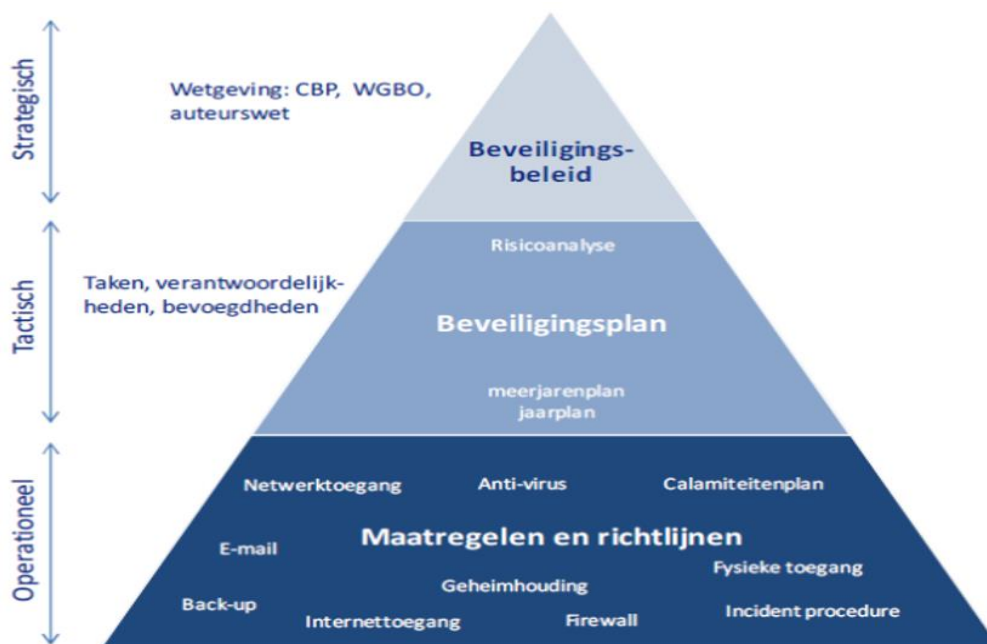 Strategisch
Wetgeving: CBP, WGBO,
auteurswet
Beveiligings-
beleid
Tactisch
Taken, verantwoordelijk-
heden, bevoegdheden
Risicoanalyse
Beveiligingsplan
meerjarenplan
jaarplan
Operationeel
Netwerktoegang
Anti-virus
Calamiteitenplan
Maatregelen en richtlijnen
E-mail
Fysieke toegang
Geheimhouding
Back-up
Internettoegang
Firewall
Incident procedure